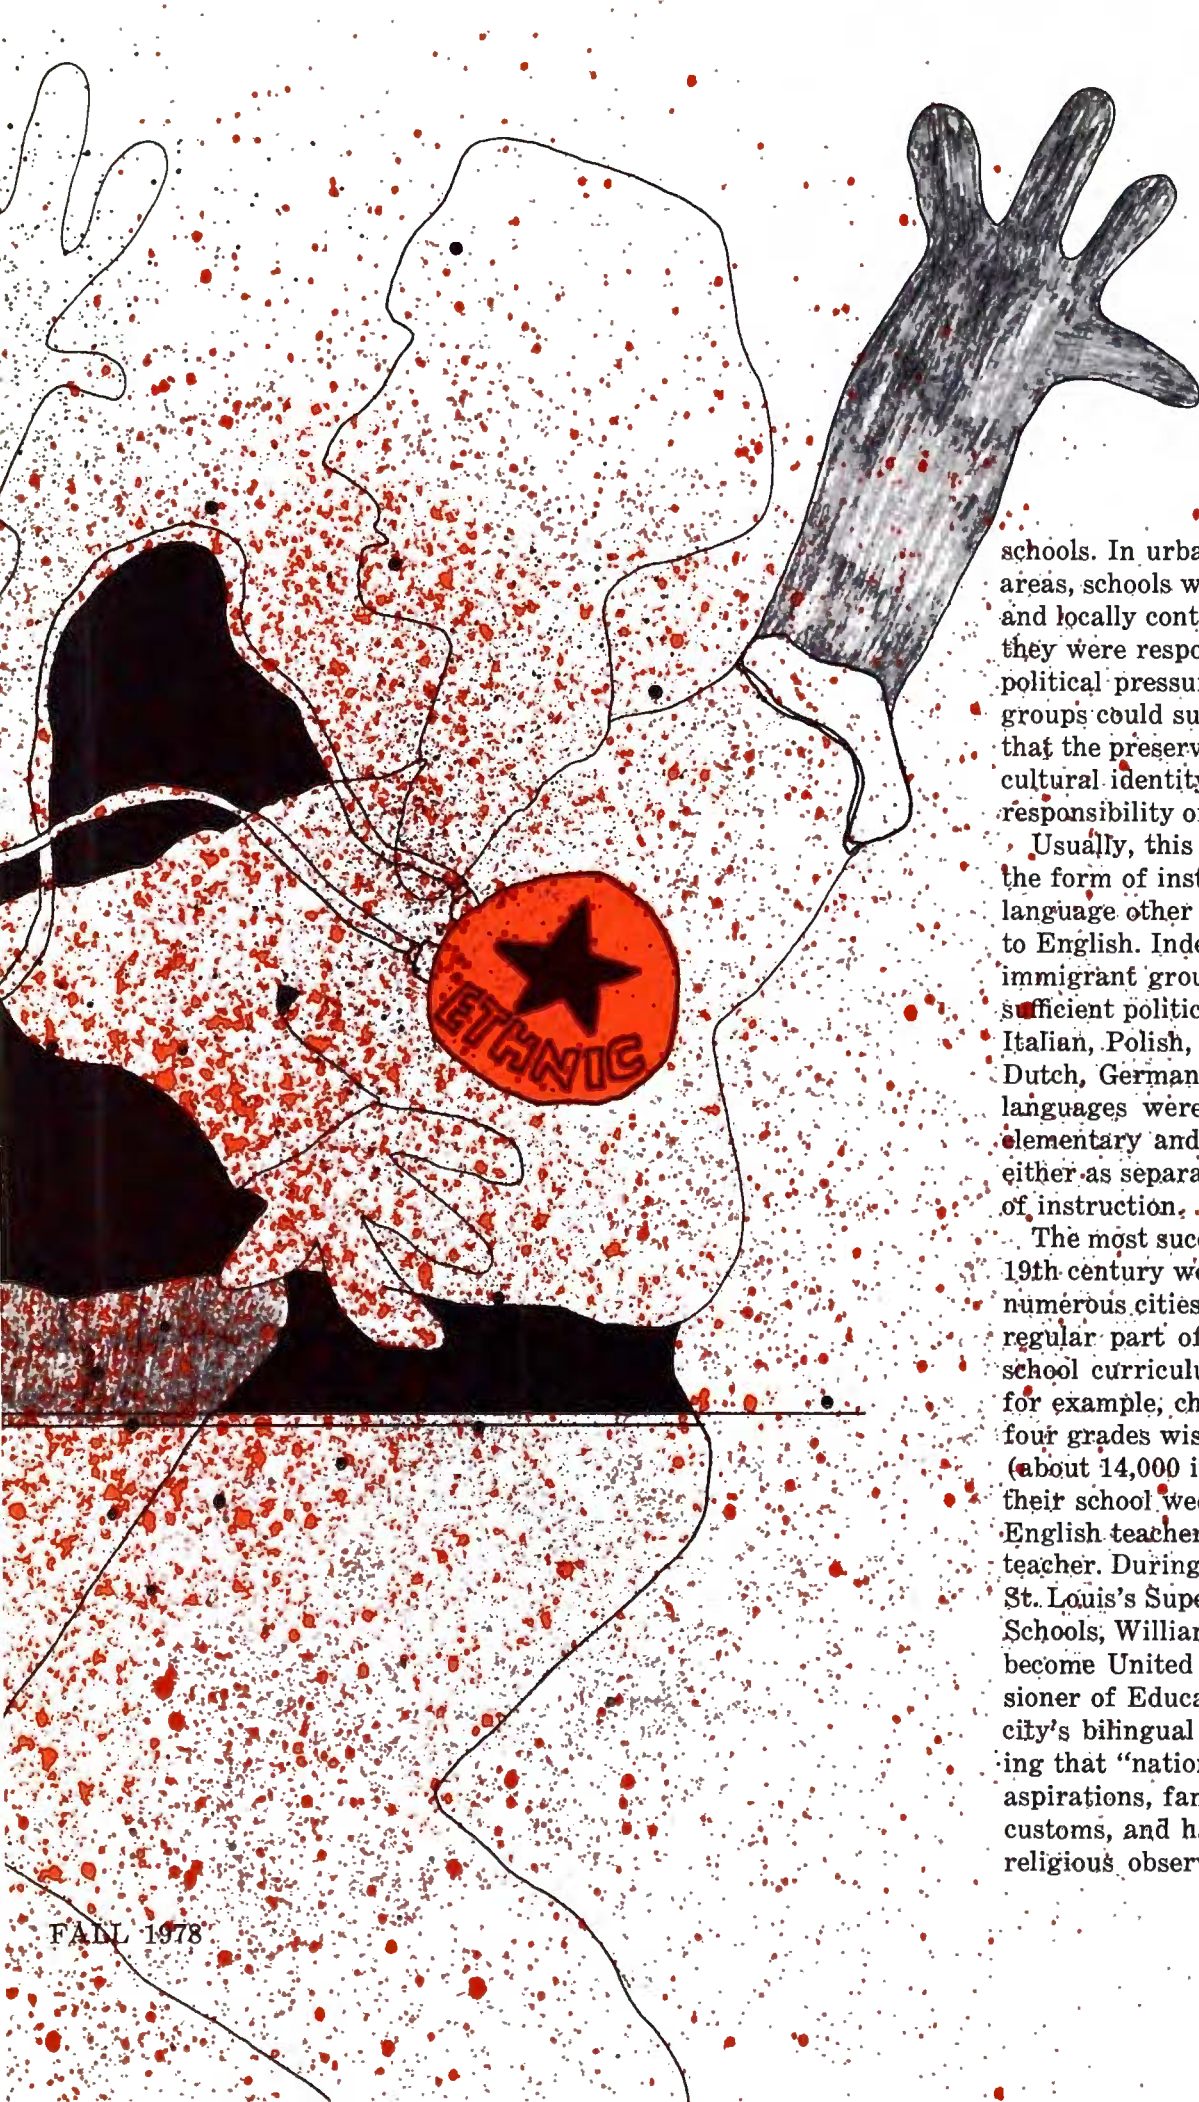 ETHNIC
schools. In urba
areas, schools w
and locally cont
they were respo
political pressu
groups could su
that the preserv
cultural identity
responsibility o
Usually, this
the form of inst
language other
to English. Inde
immigrant grou
sufficient politic
Italian, Polish,
Dutch, German
languages were
elementary and
either as separa
of instruction.
The most succ
19th century we
numerous cities
regular part of
school curriculu
for example, ch
four grades wis
(about 14,000 i
their school wee
English teacher
teacher. During
St. Louis's Supe
Schools, Willian
become United
sioner of Educa
city's bilingual
ing that "nation
aspirations, fan
customs, and h
religious observ
FALL 1978